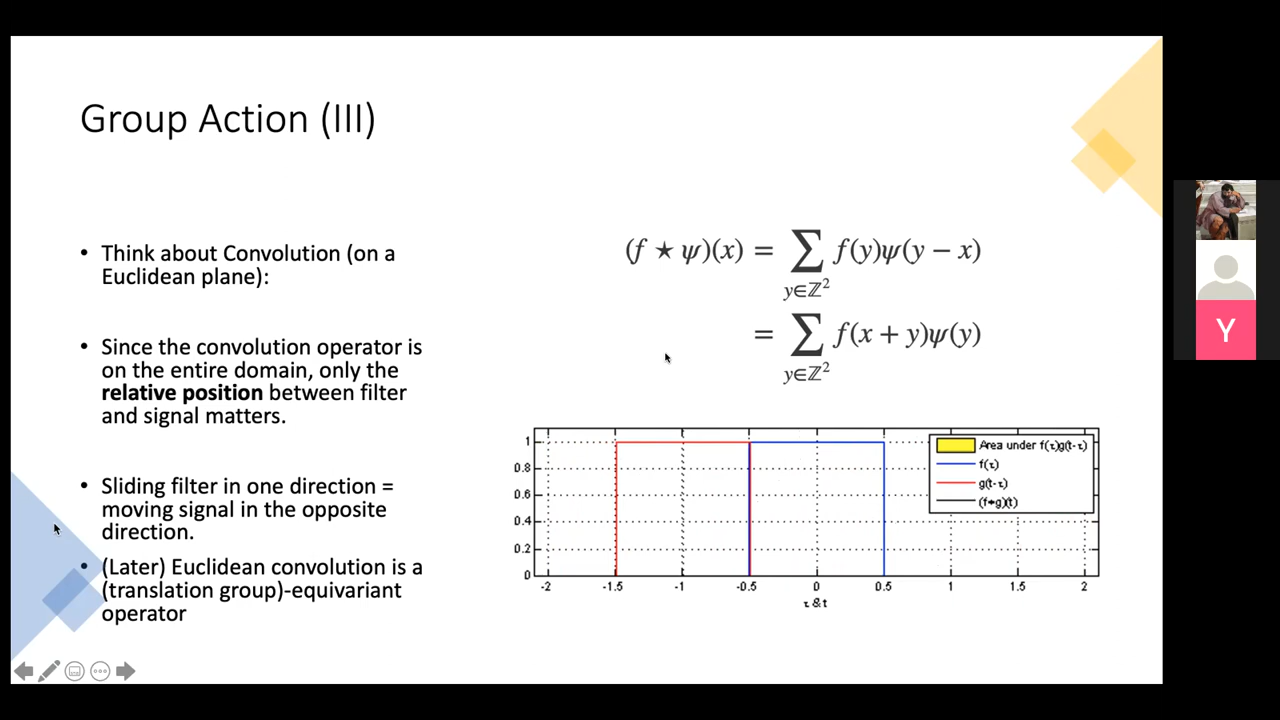 Group Action (III)
• Think about Convolution (on a
Euclidean plane):
• Since the convolution operator is
on the entire domain, only the
relative position between filter
and signal matters.
• Sliding filter in one direction =
moving signal in the opposite
direction.
• (Later) Euclidean convolution is a
(translation group)-equivariant
operator
(f ⋆ ψ)(x) = ∑ f(y)ψ(y − x)
y∈ℤ²
= ∑ f(x + y)ψ(y)
y∈ℤ²
1
0.8
0.6
0.4
0.2
0
-2 -1.5 -1 -0.5 0 0.5 1 1.5 2
τ & t
Area under f(τ)g(t-τ)
f(τ)
g(t-τ)
(f*g)(t)
Y